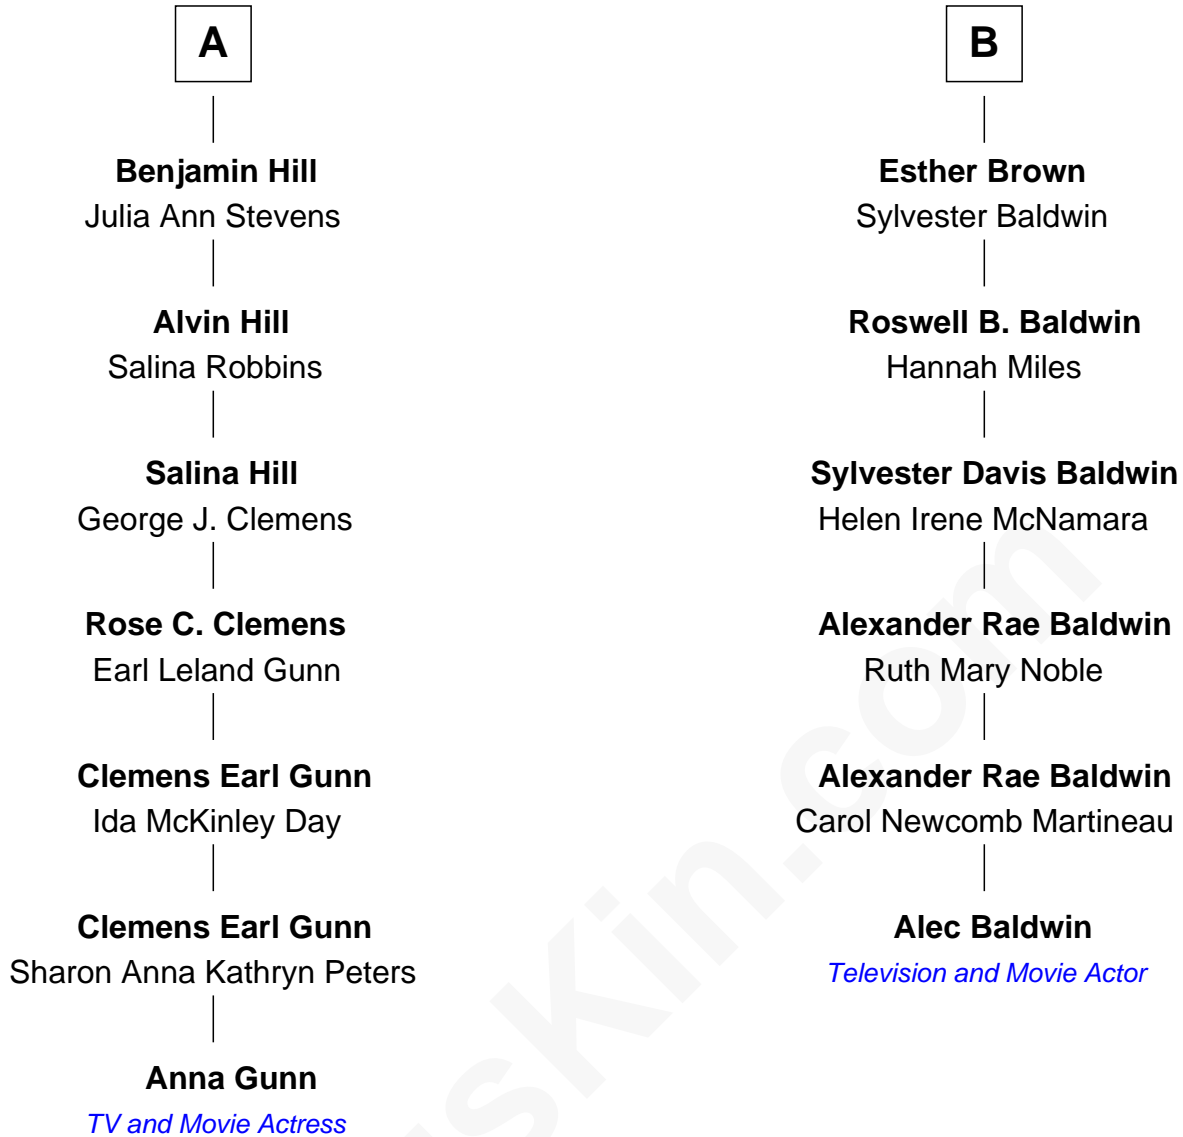 A
Benjamin Hill
Julia Ann Stevens
Alvin Hill
Salina Robbins
Salina Hill
George J. Clemens
Rose C. Clemens
Earl Leland Gunn
Clemens Earl Gunn
Ida McKinley Day
Clemens Earl Gunn
Sharon Anna Kathryn Peters
Anna Gunn
TV and Movie Actress
B
Esther Brown
Sylvester Baldwin
Roswell B. Baldwin
Hannah Miles
Sylvester Davis Baldwin
Helen Irene McNamara
Alexander Rae Baldwin
Ruth Mary Noble
Alexander Rae Baldwin
Carol Newcomb Martineau
Alec Baldwin
Television and Movie Actor